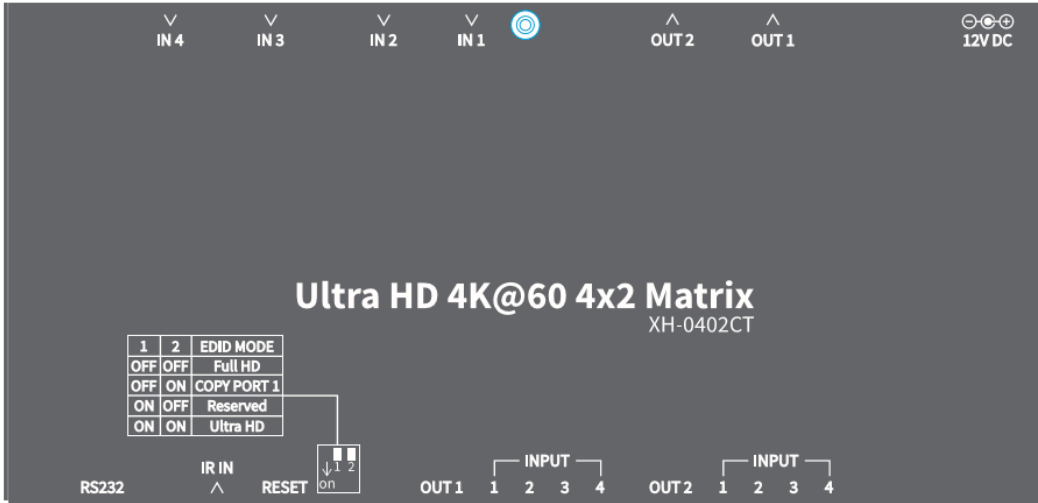 IN 4 IN 3 IN 2 IN 1 OUT 2 OUT 1 12V DC
Ultra HD 4K@60 4x2 Matrix
XH-0402CT
1 2 EDID MODE
OFF OFF Full HD
OFF ON COPY PORT 1
ON OFF Reserved
ON ON Ultra HD
1 2
on
IR IN
RS232 RESET
INPUT
OUT 1 1 2 3 4
INPUT
OUT 2 1 2 3 4